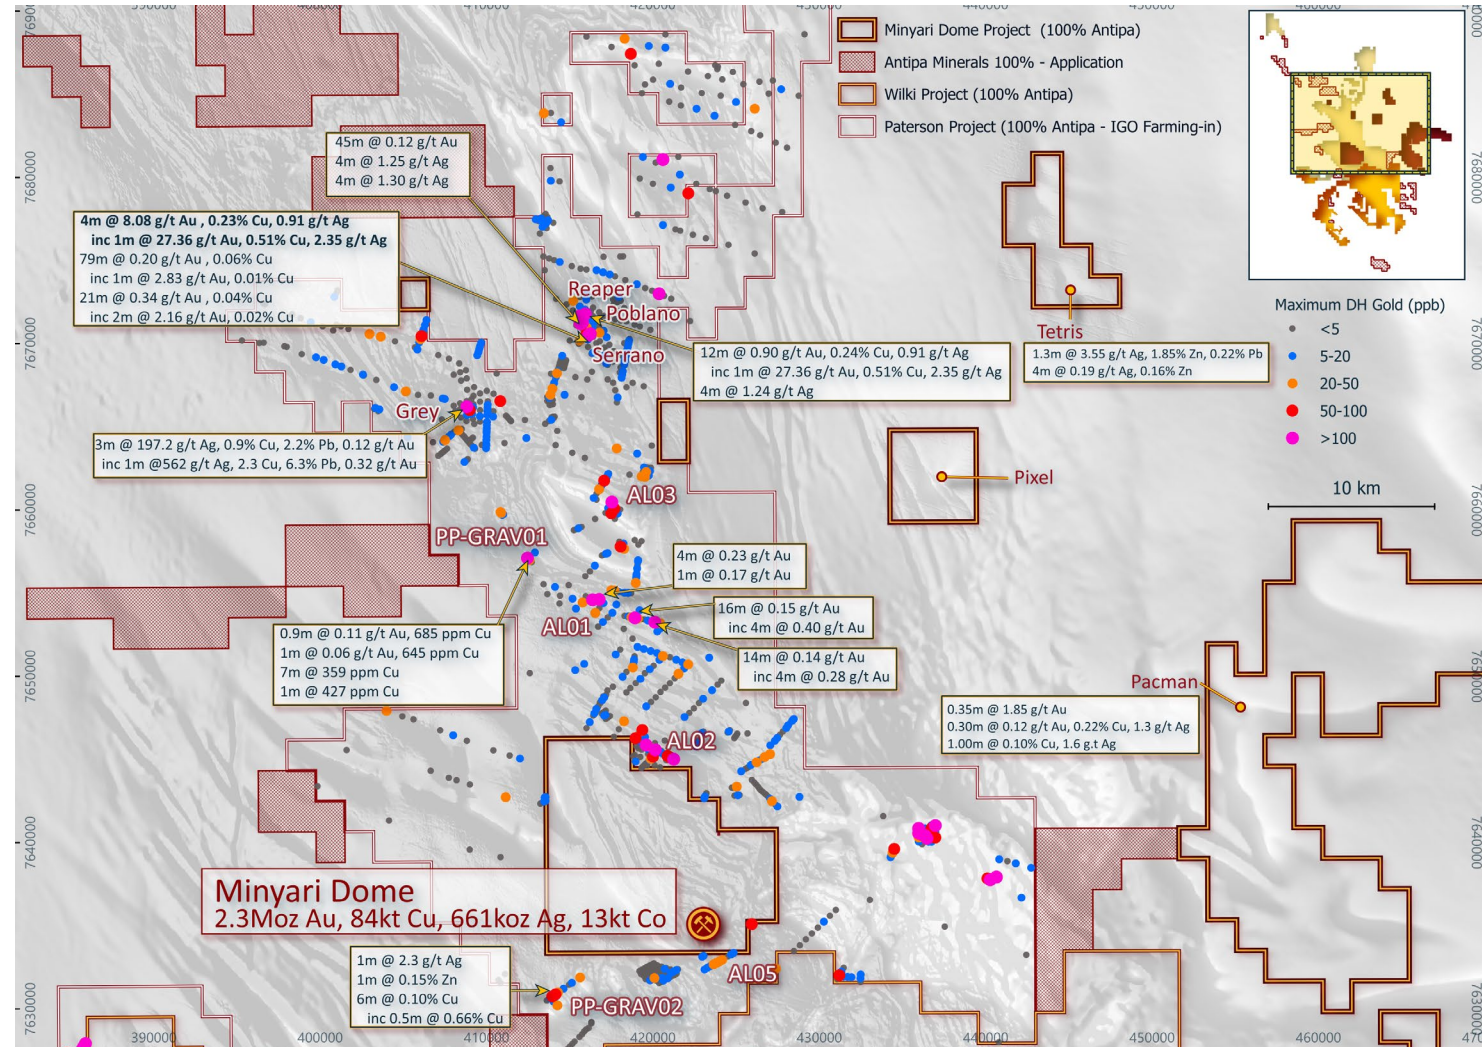 390000 400000 410000 420000 430000 440000 450000 460000
7680000
7670000
7660000
7650000
7640000
7630000
7680000
7670000
7660000
7650000
7640000
7630000
Minyari Dome Project (100% Antipa)
Antipa Minerals 100% - Application
Wilki Project (100% Antipa)
Paterson Project (100% Antipa - IGO Farming-in)
45m @ 0.12 g/t Au
4m @ 1.25 g/t Ag
4m @ 1.30 g/t Ag
4m @ 8.08 g/t Au , 0.23% Cu, 0.91 g/t Ag
inc 1m @ 27.36 g/t Au, 0.51% Cu, 2.35 g/t Ag
79m @ 0.20 g/t Au , 0.06% Cu
inc 1m @ 2.83 g/t Au, 0.01% Cu
21m @ 0.34 g/t Au , 0.04% Cu
inc 2m @ 2.16 g/t Au, 0.02% Cu
Reaper
Poblano
Serrano
Tetris
Maximum DH Gold (ppb)
<5
5-20
20-50
50-100
>100
12m @ 0.90 g/t Au, 0.24% Cu, 0.91 g/t Ag
inc 1m @ 27.36 g/t Au, 0.51% Cu, 2.35 g/t Ag
4m @ 1.24 g/t Ag
1.3m @ 3.55 g/t Ag, 1.85% Zn, 0.22% Pb
4m @ 0.19 g/t Ag, 0.16% Zn
Grey
3m @ 197.2 g/t Ag, 0.9% Cu, 2.2% Pb, 0.12 g/t Au
inc 1m @562 g/t Ag, 2.3 Cu, 6.3% Pb, 0.32 g/t Au
Pixel
10 km
AL03
PP-GRAV01
4m @ 0.23 g/t Au
1m @ 0.17 g/t Au
16m @ 0.15 g/t Au
inc 4m @ 0.40 g/t Au
AL01
0.9m @ 0.11 g/t Au, 685 ppm Cu
1m @ 0.06 g/t Au, 645 ppm Cu
7m @ 359 ppm Cu
1m @ 427 ppm Cu
14m @ 0.14 g/t Au
inc 4m @ 0.28 g/t Au
Pacman
0.35m @ 1.85 g/t Au
0.30m @ 0.12 g/t Au, 0.22% Cu, 1.3 g/t Ag
1.00m @ 0.10% Cu, 1.6 g.t Ag
AL02
Minyari Dome
2.3Moz Au, 84kt Cu, 661koz Ag, 13kt Co
1m @ 2.3 g/t Ag
1m @ 0.15% Zn
6m @ 0.10% Cu
inc 0.5m @ 0.66% Cu
AL05
PP-GRAV02
390000 400000 410000 420000 430000 440000 450000 460000